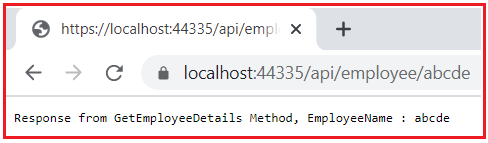 https://localhost:44335/api/empl
localhost:44335/api/employee/abcde
Response from GetEmployeeDetails Method, EmployeeName : abcde